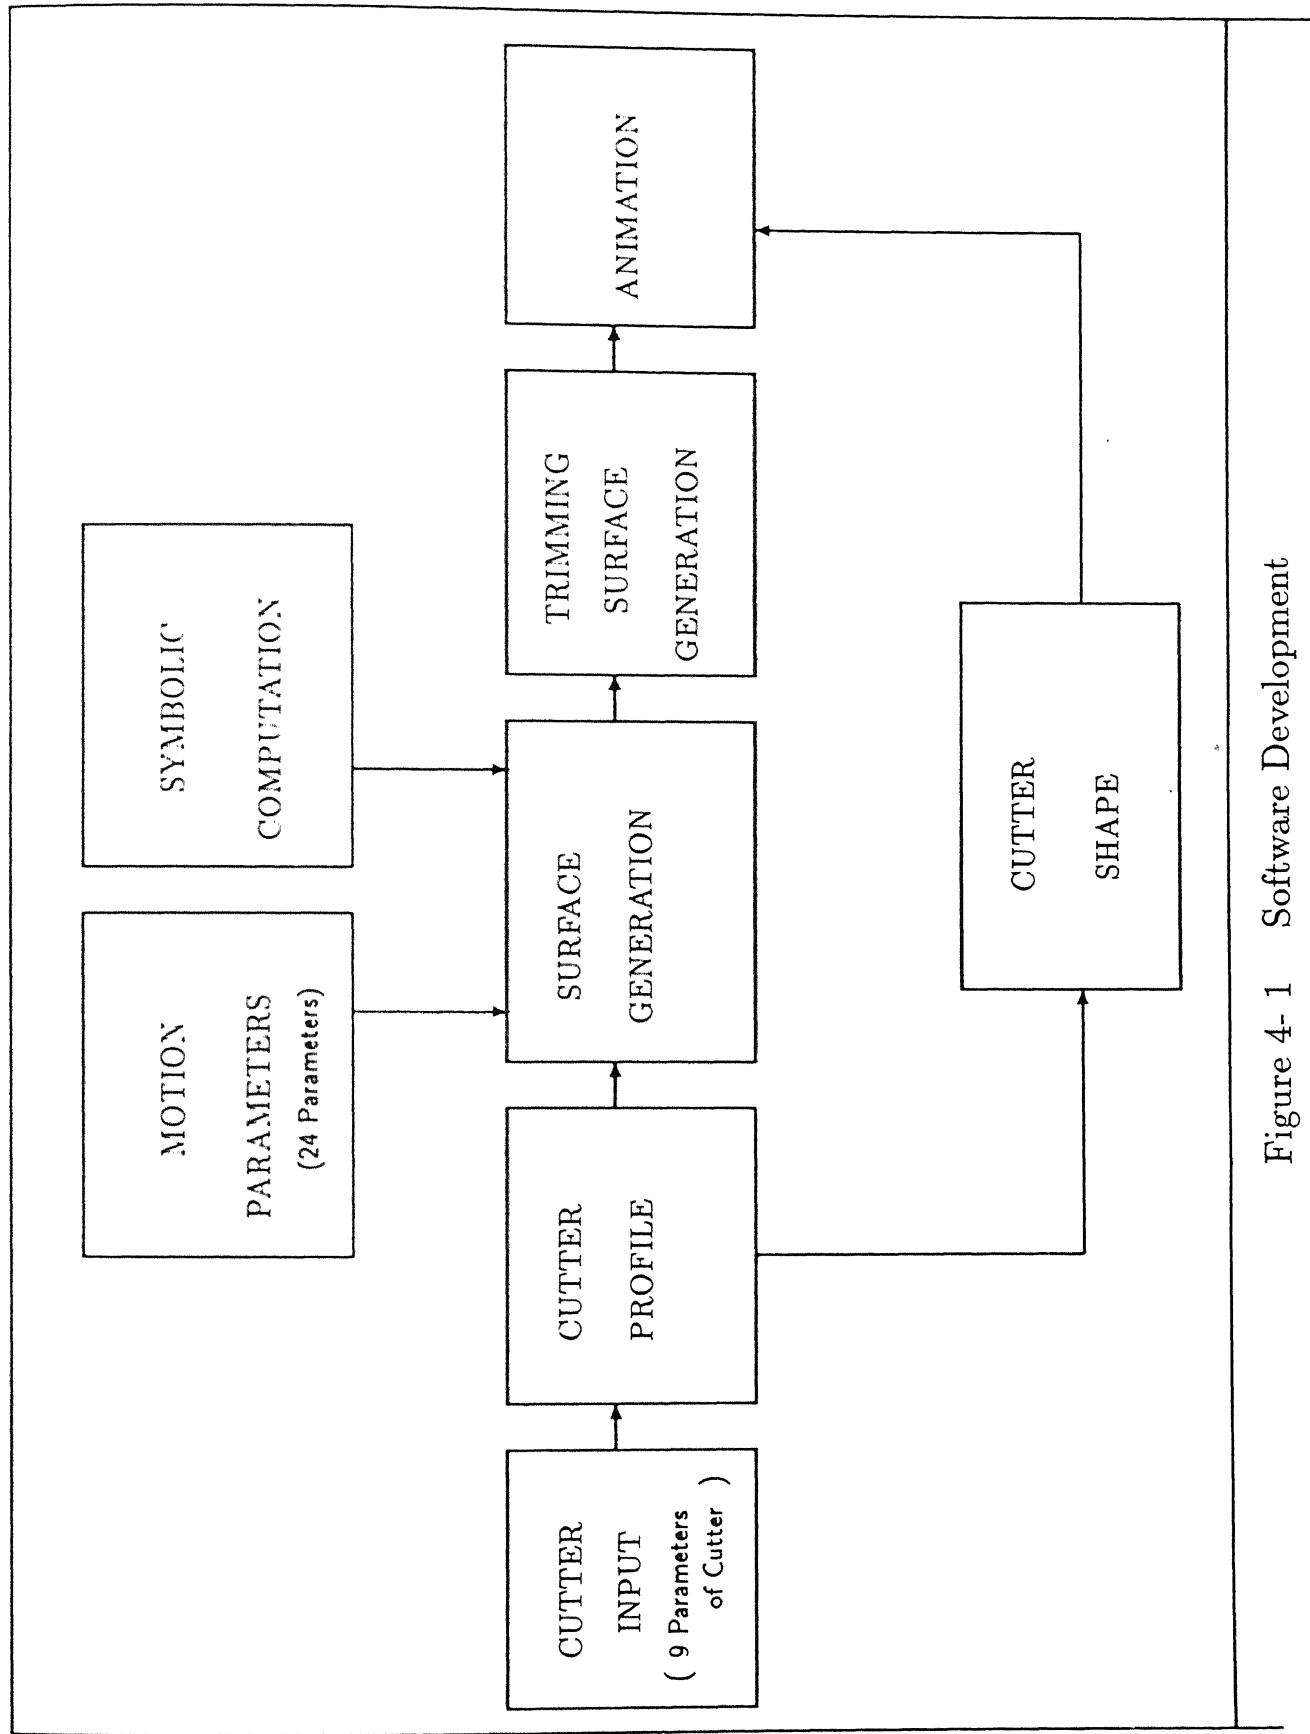 MOTION
PARAMETERS
(24 Parameters)
SYMBOLIC
COMPUTATION
CUTTER
INPUT
( 9 Parameters
of Cutter )
CUTTER
PROFILE
SURFACE
GENERATION
TRIMMING
SURFACE
GENERATION
ANIMATION
CUTTER
SHAPE
Figure 4- 1 Software Development